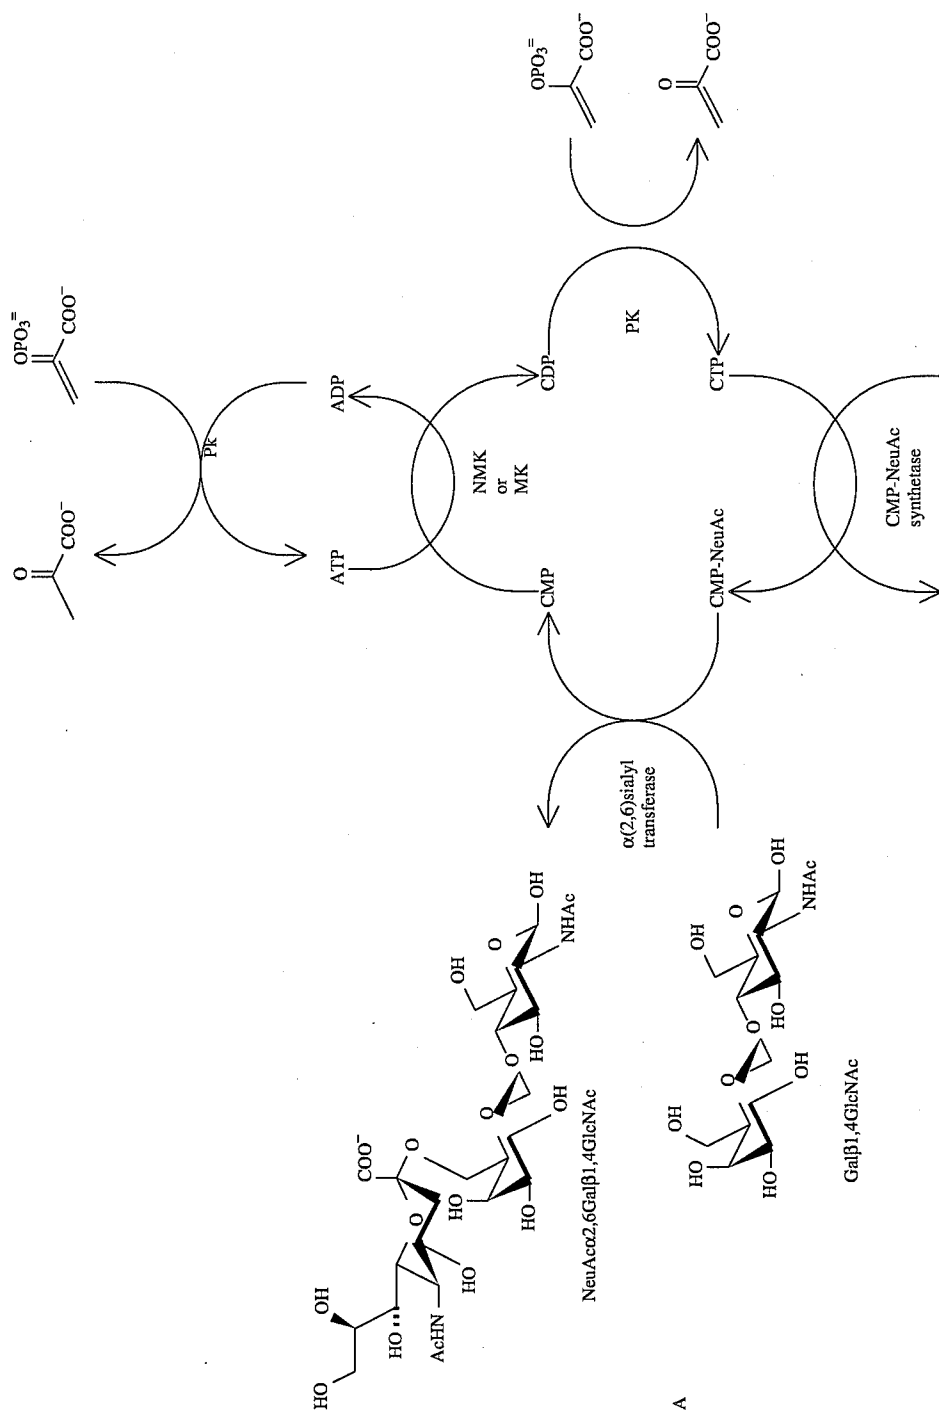 OPO3=
COO−
O
COO−
Pk
OPO3=
COO−
O
COO−
ATP
ADP
NMK
or
MK
CMP
CDP
PK
CMP-NeuAc
CTP
CMP-NeuAc
synthetase
α(2,6)sialyl
transferase
HO
OH
HO
AcHN
HO
O
COO−
O
HO
HO
OH
O
O
HO
OH
O
NHAc
OH
NeuAcα2,6Galβ1,4GlcNAc
OH
HO
HO
OH
O
O
HO
OH
O
NHAc
OH
Galβ1,4GlcNAc
A